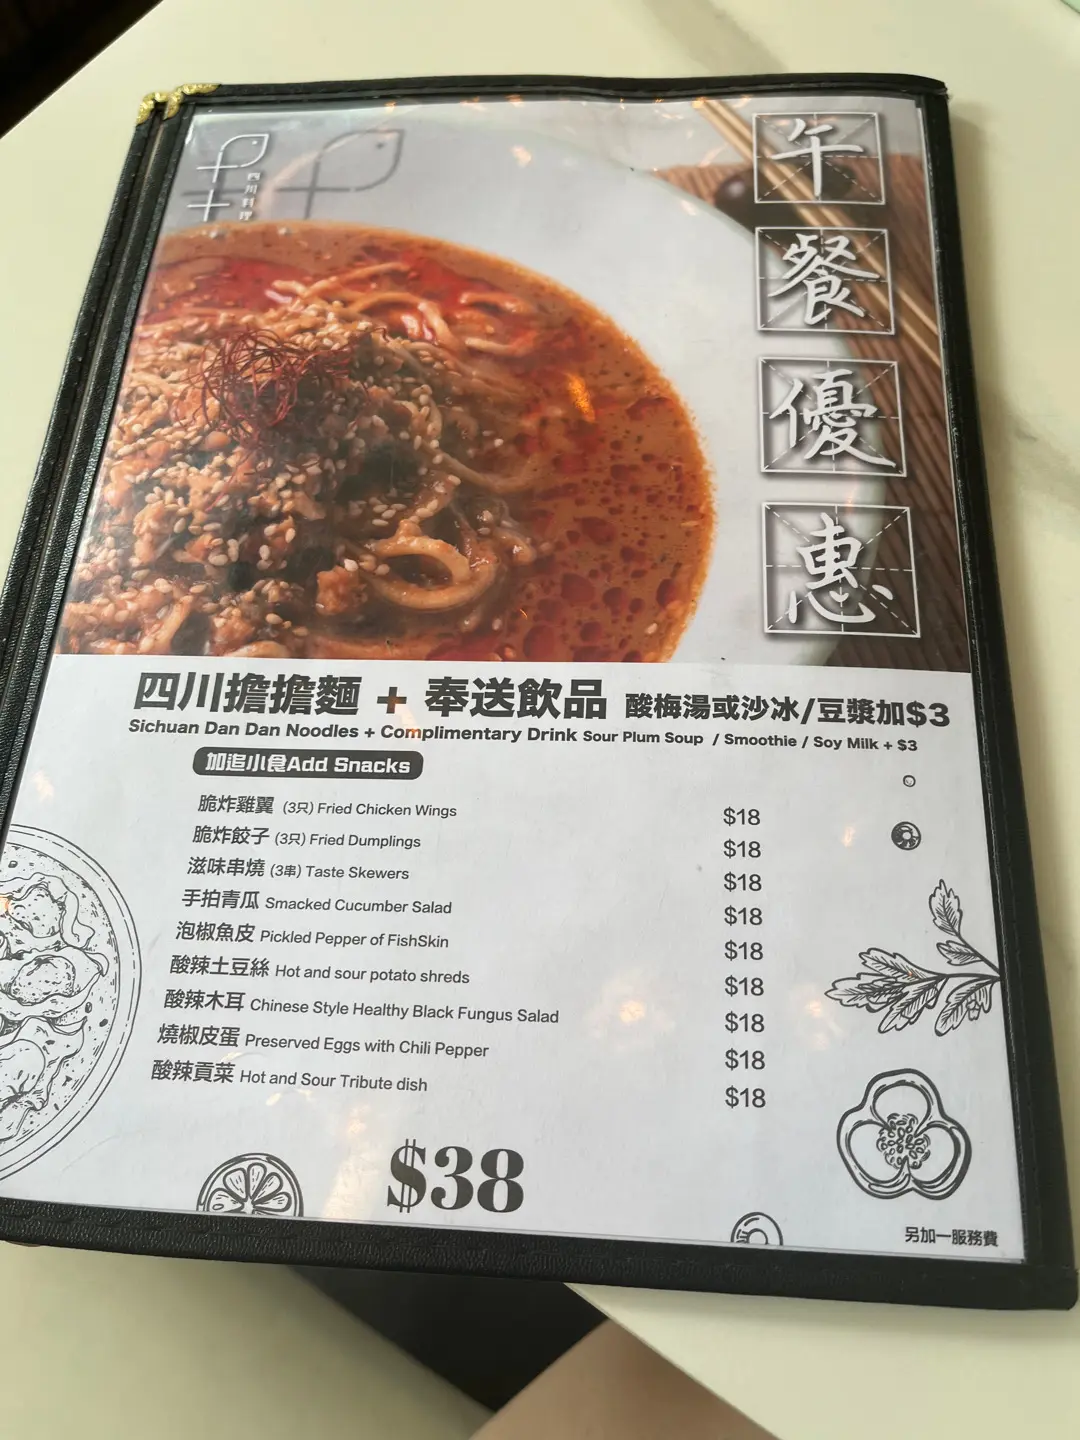 四川料理
午餐優惠
四川擔擔麵 + 奉送飲品 酸梅湯或沙冰/豆漿加$3
Sichuan Dan Dan Noodles + Complimentary Drink Sour Plum Soup / Smoothie / Soy Milk + $3
加追小食Add Snacks
脆炸雞翼 (3只) Fried Chicken Wings $18
脆炸餃子 (3只) Fried Dumplings $18
滋味串燒 (3串) Taste Skewers $18
手拍青瓜 Smacked Cucumber Salad $18
泡椒魚皮 Pickled Pepper of FishSkin $18
酸辣土豆絲 Hot and sour potato shreds $18
酸辣木耳 Chinese Style Healthy Black Fungus Salad $18
燒椒皮蛋 Preserved Eggs with Chili Pepper $18
酸辣貢菜 Hot and Sour Tribute dish $18
$38
另加一服務費